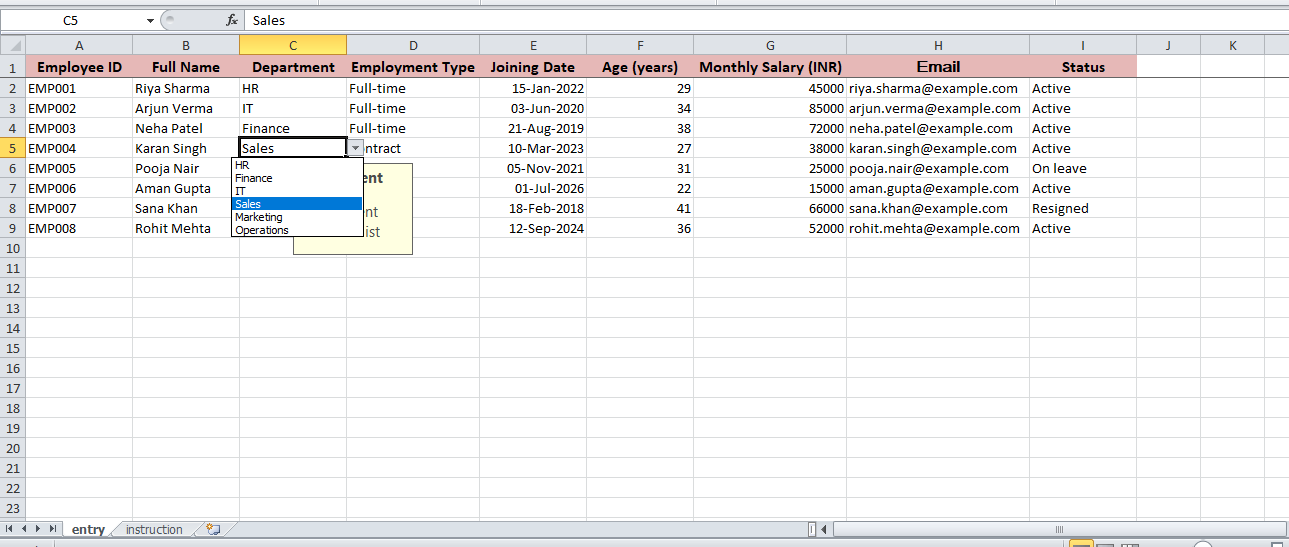 C5 fx Sales
A B C D E F G H I J K
1 Employee ID Full Name Department Employment Type Joining Date Age (years) Monthly Salary (INR) Email Status
2 EMP001 Riya Sharma HR Full-time 15-Jan-2022 29 45000 riya.sharma@example.com Active
3 EMP002 Arjun Verma IT Full-time 03-Jun-2020 34 85000 arjun.verma@example.com Active
4 EMP003 Neha Patel Finance Full-time 21-Aug-2019 38 72000 neha.patel@example.com Active
5 EMP004 Karan Singh Sales ntract 10-Mar-2023 27 38000 karan.singh@example.com Active
6 EMP005 Pooja Nair 05-Nov-2021 31 25000 pooja.nair@example.com On leave
7 EMP006 Aman Gupta 01-Jul-2026 22 15000 aman.gupta@example.com Active
8 EMP007 Sana Khan 18-Feb-2018 41 66000 sana.khan@example.com Resigned
9 EMP008 Rohit Mehta 12-Sep-2024 36 52000 rohit.mehta@example.com Active
HR
Finance
IT
Sales
Marketing
Operations
ent
ent
ist
10
11
12
13
14
15
16
17
18
19
20
21
22
23
entry instruction